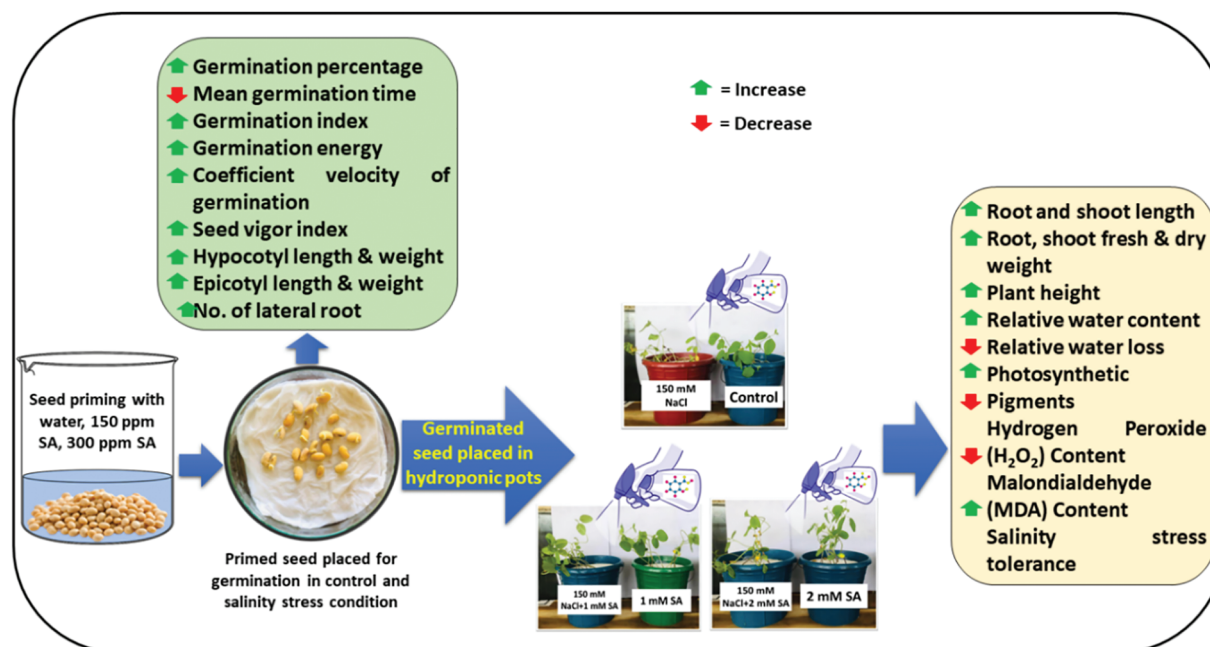 Germination percentage
Mean germination time
Germination index
Germination energy
Coefficient velocity of
germination
Seed vigor index
Hypocotyl length & weight
Epicotyl length & weight
No. of lateral root
= Increase
= Decrease
Seed priming with
water, 150 ppm
SA, 300 ppm SA
Primed seed placed for
germination in control and
salinity stress condition
Germinated
seed placed in
hydroponic pots
150 mM
NaCl
Control
150 mM
NaCl+1 mM SA
1 mM SA
150 mM
NaCl+2 mM SA
2 mM SA
Root and shoot length
Root, shoot fresh & dry
weight
Plant height
Relative water content
Relative water loss
Photosynthetic
Pigments
Hydrogen Peroxide
(H₂O₂) Content
Malondialdehyde
(MDA) Content
Salinity stress
tolerance